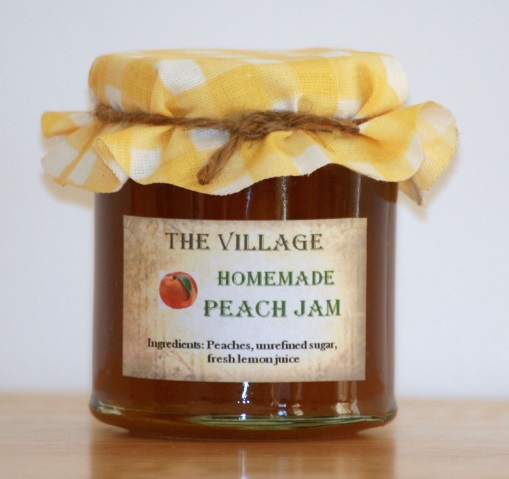 THE VILLAGE
HOMEMADE
PEACH JAM
Ingredients: Peaches, unrefined sugar,
fresh lemon juice